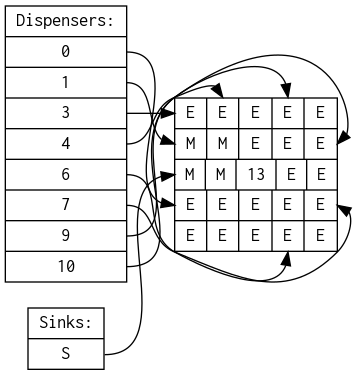 Dispensers:
0
1
3
4
6
7
9
10
E E E E E
M M E E E
M M 13 E E
E E E E E
E E E E E
Sinks:
S